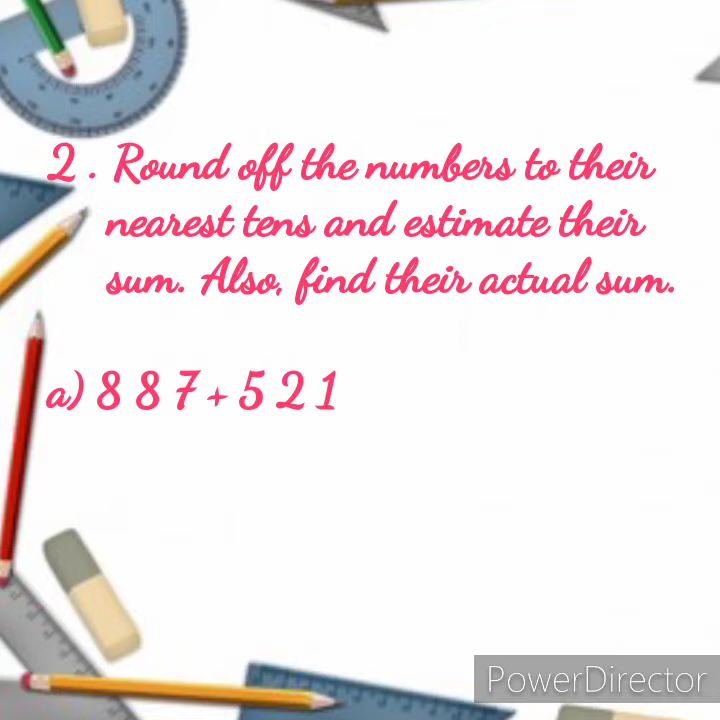 2 . Round off the numbers to their
nearest tens and estimate their
sum. Also, find their actual sum.
a) 8 8 7 + 5 2 1
PowerDirector